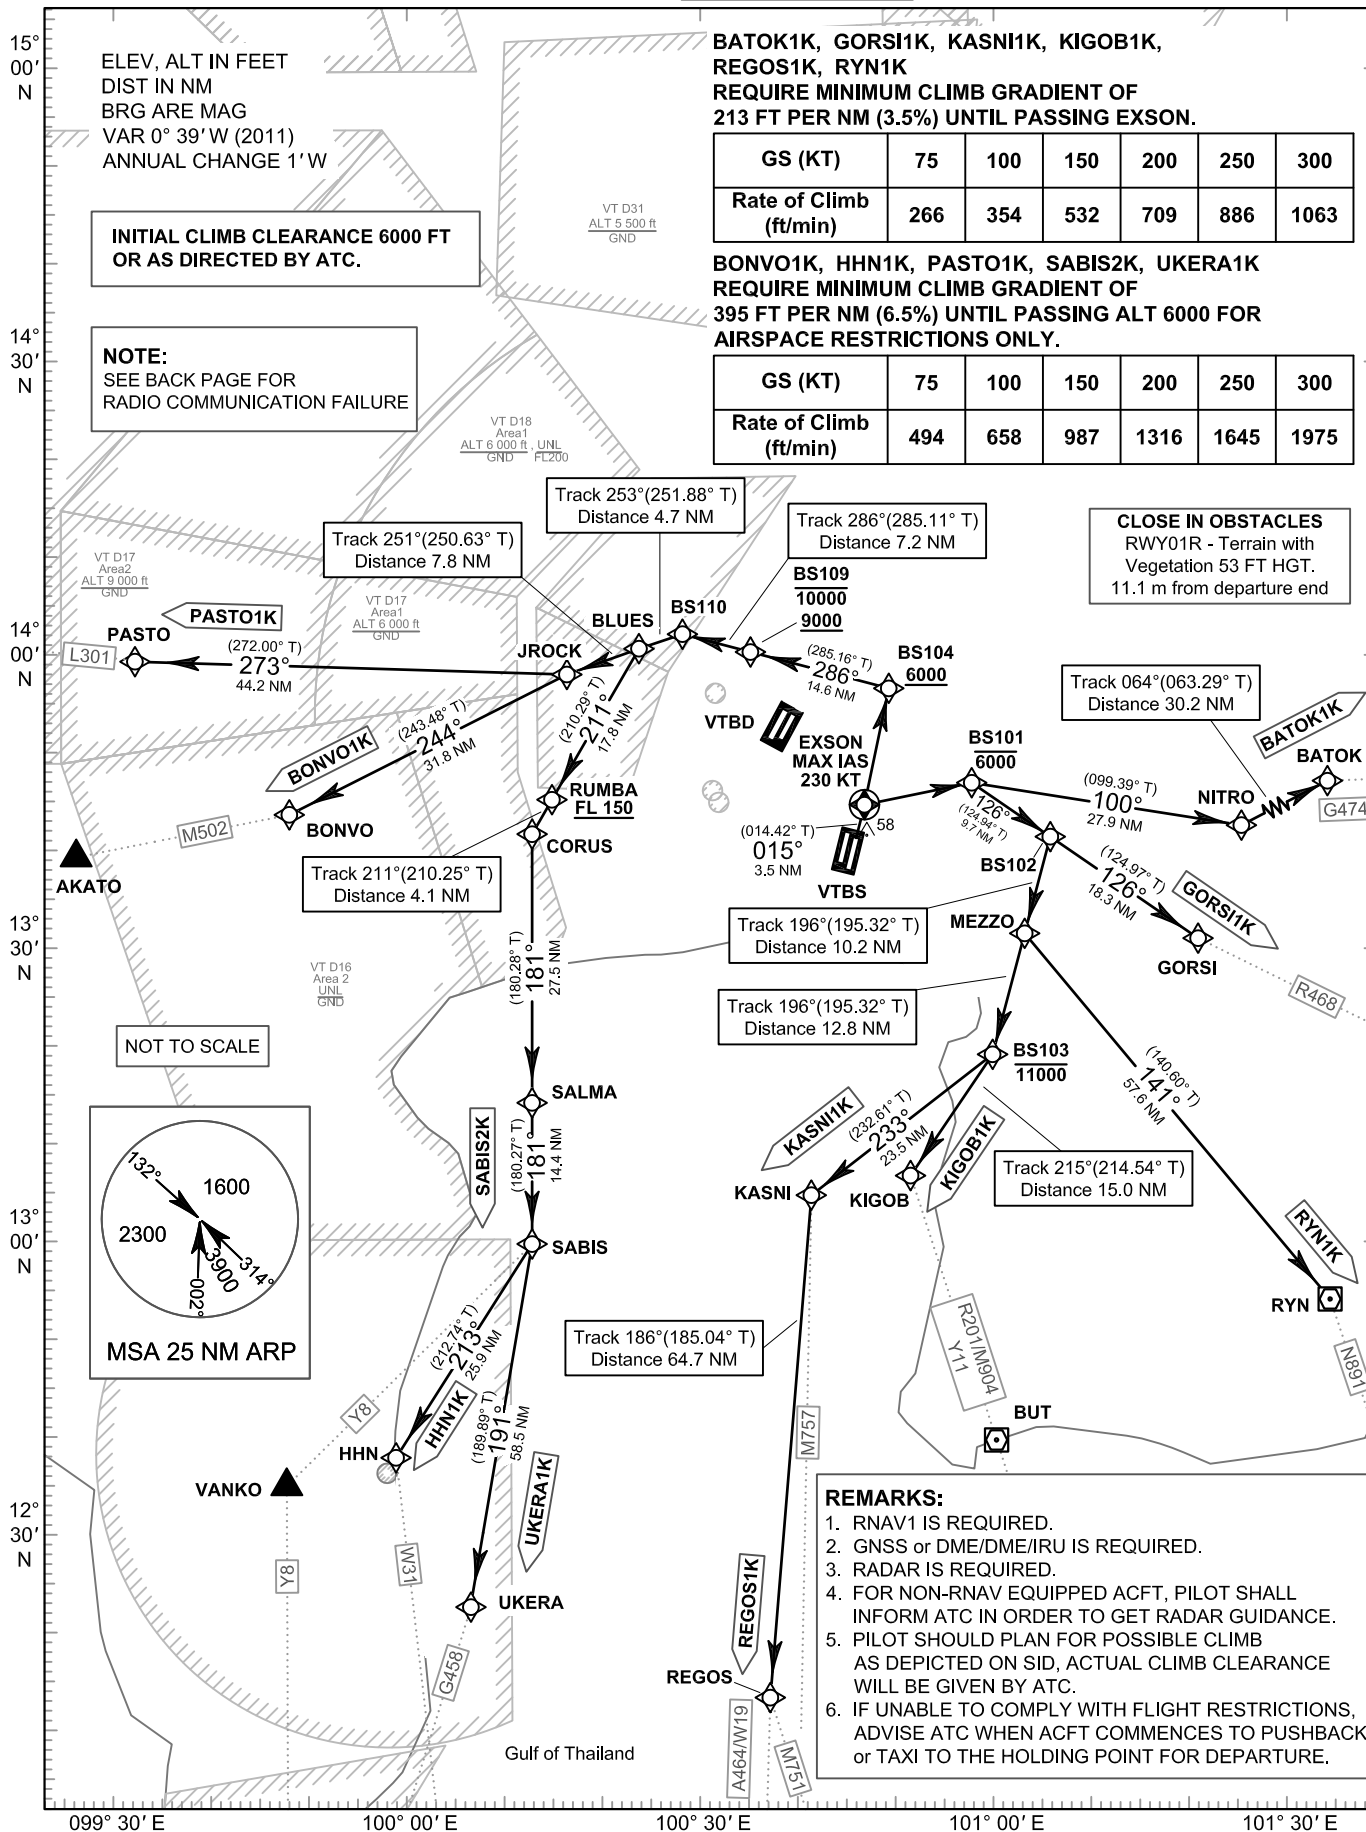 ELEV, ALT IN FEET
DIST IN NM
BRG ARE MAG
VAR 0° 39' W (2011)
ANNUAL CHANGE 1' W
INITIAL CLIMB CLEARANCE 6000 FT
OR AS DIRECTED BY ATC.
NOTE:
SEE BACK PAGE FOR
RADIO COMMUNICATION FAILURE
BATOK1K, GORSI1K, KASNI1K, KIGOB1K,
REGOS1K, RYN1K
REQUIRE MINIMUM CLIMB GRADIENT OF
213 FT PER NM (3.5%) UNTIL PASSING EXSON.
GS (KT) 75 100 150 200 250 300
Rate of Climb
(ft/min) 266 354 532 709 886 1063
BONVO1K, HHN1K, PASTO1K, SABIS2K, UKERA1K
REQUIRE MINIMUM CLIMB GRADIENT OF
395 FT PER NM (6.5%) UNTIL PASSING ALT 6000 FOR
AIRSPACE RESTRICTIONS ONLY.
GS (KT) 75 100 150 200 250 300
Rate of Climb
(ft/min) 494 658 987 1316 1645 1975
VT D31
ALT 5 500 ft
GND
VT D18
Area1
ALT 6 000 ft, UNL
GND FL200
CLOSE IN OBSTACLES
RWY01R - Terrain with
Vegetation 53 FT HGT.
11.1 m from departure end
Track 253°(251.88° T)
Distance 4.7 NM
Track 251°(250.63° T)
Distance 7.8 NM
Track 286°(285.11° T)
Distance 7.2 NM
VT D17
Area2
ALT 9 000 ft
GND
VT D17
Area1
ALT 6 000 ft
GND
PASTO1K
PASTO
L301
(272.00° T)
273°
44.2 NM
JROCK
BLUES
BS110
BS109
10000
9000
(285.16° T)
286°
14.6 NM
BS104
6000
VTBD
EXSON
MAX IAS
230 KT
58
(014.42° T)
015°
3.5 NM
VTBS
BS101
6000
Track 064°(063.29° T)
Distance 30.2 NM
BATOK1K
BATOK
G474
NITRO
(099.39° T)
100°
27.9 NM
126°
(124.94° T)
9.7 NM
BS102
(124.97° T)
126°
18.3 NM
GORSI1K
GORSI
R468
(243.48° T)
244°
31.8 NM
BONVO1K
BONVO
M502
AKATO
(210.29° T)
211°
17.8 NM
RUMBA
FL 150
CORUS
Track 211°(210.25° T)
Distance 4.1 NM
Track 196°(195.32° T)
Distance 10.2 NM
MEZZO
Track 196°(195.32° T)
Distance 12.8 NM
BS103
11000
(180.28° T)
181°
27.5 NM
VT D16
Area 2
UNL
GND
NOT TO SCALE
SALMA
(180.27° T)
181°
14.4 NM
SABIS2K
SABIS
132°
1600
2300
3900
314°
002°
MSA 25 NM ARP
KASNI1K
(232.61° T)
233°
23.5 NM
KASNI
KIGOB
KIGOB1K
Track 215°(214.54° T)
Distance 15.0 NM
(140.60° T)
141°
57.6 NM
RYN1K
RYN
N891
Track 186°(185.04° T)
Distance 64.7 NM
R201/M904
Y11
BUT
M757
(212.74° T)
213°
25.9 NM
HHN1K
HHN
Y8
VANKO
Y8
W31
(189.89° T)
191°
58.5 NM
UKERA1K
UKERA
G458
REGOS1K
REGOS
A464/W19
M751
Gulf of Thailand
REMARKS:
1. RNAV1 IS REQUIRED.
2. GNSS or DME/DME/IRU IS REQUIRED.
3. RADAR IS REQUIRED.
4. FOR NON-RNAV EQUIPPED ACFT, PILOT SHALL
INFORM ATC IN ORDER TO GET RADAR GUIDANCE.
5. PILOT SHOULD PLAN FOR POSSIBLE CLIMB
AS DEPICTED ON SID, ACTUAL CLIMB CLEARANCE
WILL BE GIVEN BY ATC.
6. IF UNABLE TO COMPLY WITH FLIGHT RESTRICTIONS,
ADVISE ATC WHEN ACFT COMMENCES TO PUSHBACK
or TAXI TO THE HOLDING POINT FOR DEPARTURE.
15°
00'
N
14°
30'
N
14°
00'
N
13°
30'
N
13°
00'
N
12°
30'
N
099° 30' E
100° 00' E
100° 30' E
101° 00' E
101° 30' E